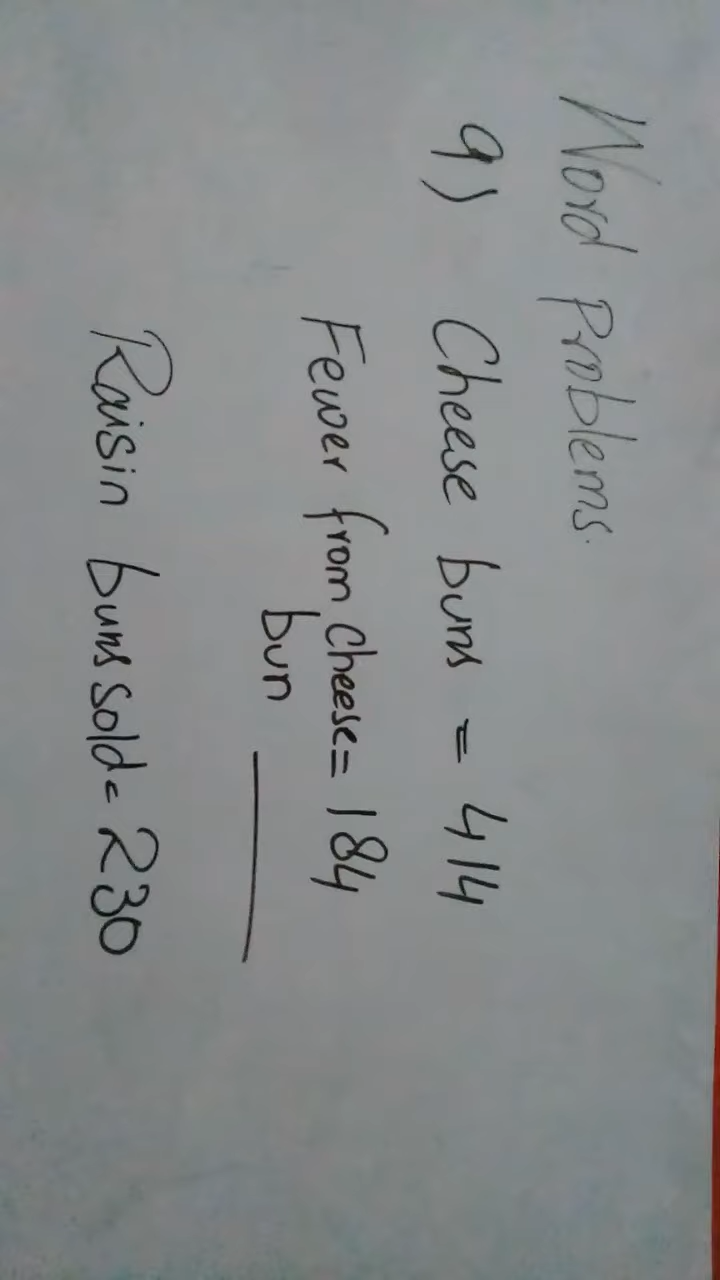 Word Problems.
9) Cheese buns = 414
Fewer from cheese = 184
bun
Raisin buns sold = 230